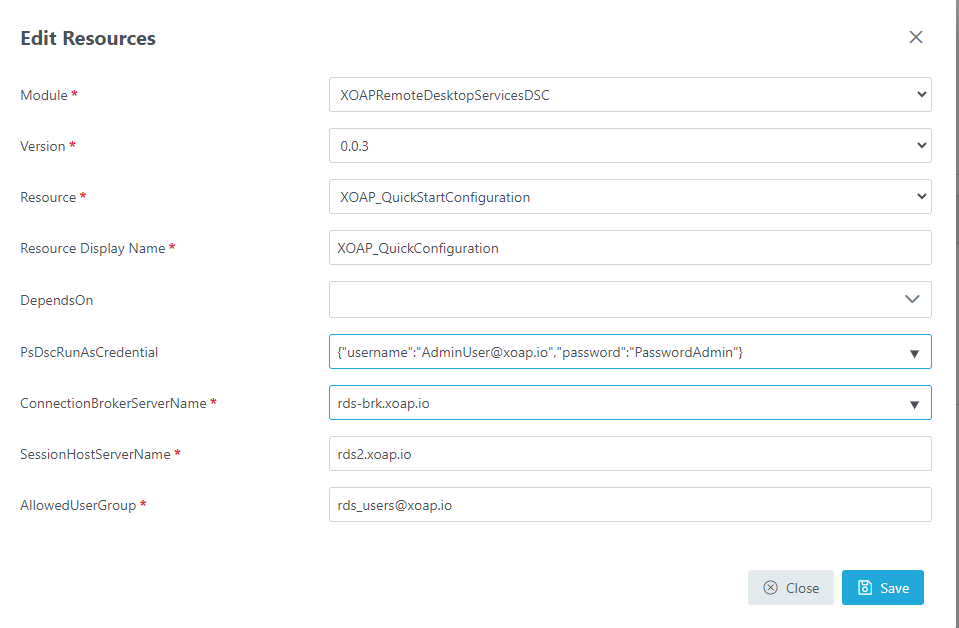 Edit Resources
Module * XOAPRemoteDesktopServicesDSC
Version * 0.0.3
Resource * XOAP_QuickStartConfiguration
Resource Display Name * XOAP_QuickConfiguration
DependsOn
PsDscRunAsCredential {"username":"AdminUser@xoap.io","password":"PasswordAdmin"}
ConnectionBrokerServerName * rds-brk.xoap.io
SessionHostServerName * rds2.xoap.io
AllowedUserGroup * rds_users@xoap.io
Close Save